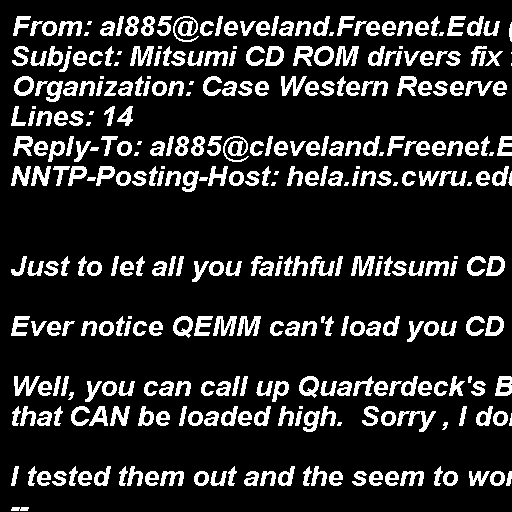 From: al885@cleveland.Freenet.Edu (
Subject: Mitsumi CD ROM drivers fix
Organization: Case Western Reserve
Lines: 14
Reply-To: al885@cleveland.Freenet.E
NNTP-Posting-Host: hela.ins.cwru.edu
Just to let all you faithful Mitsumi CD
Ever notice QEMM can't load you CD
Well, you can call up Quarterdeck's B
that CAN be loaded high.  Sorry , I do
I tested them out and the seem to wor
--